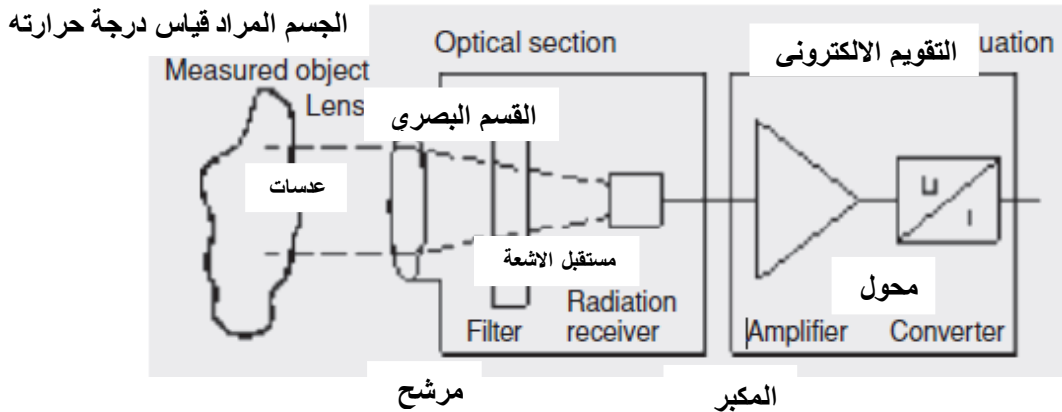 الجسم المراد قياس درجة حرارته
Optical section
التقويم الالكترونى
uation
Measured object
Lens
القسم البصرى
عدسات
U
I
مستقبل الاشعة
محول
Radiation
Filter
receiver
Amplifier
Converter
مرشح
المكبر